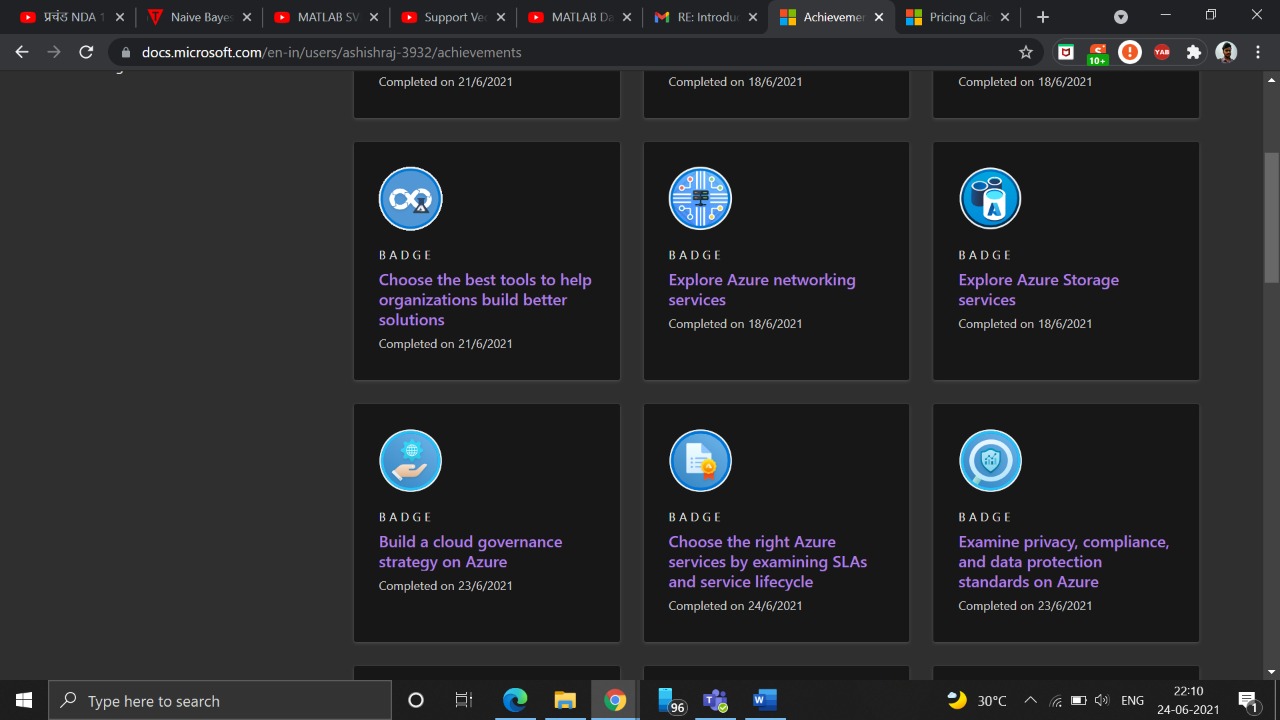 प्रचंड NDA 1
Naive Bayes
MATLAB SV
Support Ve
MATLAB Da
RE: Introdu
Achievemen
Pricing Calc
docs.microsoft.com/en-in/users/ashishraj-3932/achievements
10+
YAB
Completed on 21/6/2021
Completed on 18/6/2021
Completed on 18/6/2021
BADGE
Choose the best tools to help
organizations build better
solutions
Completed on 21/6/2021
BADGE
Explore Azure networking
services
Completed on 18/6/2021
A
BADGE
Explore Azure Storage
services
Completed on 18/6/2021
BADGE
Build a cloud governance
strategy on Azure
Completed on 23/6/2021
BADGE
Choose the right Azure
services by examining SLAs
and service lifecycle
Completed on 24/6/2021
BADGE
Examine privacy, compliance,
and data protection
standards on Azure
Completed on 23/6/2021
Type here to search
96
30°C
ENG
22:10
24-06-2021
1